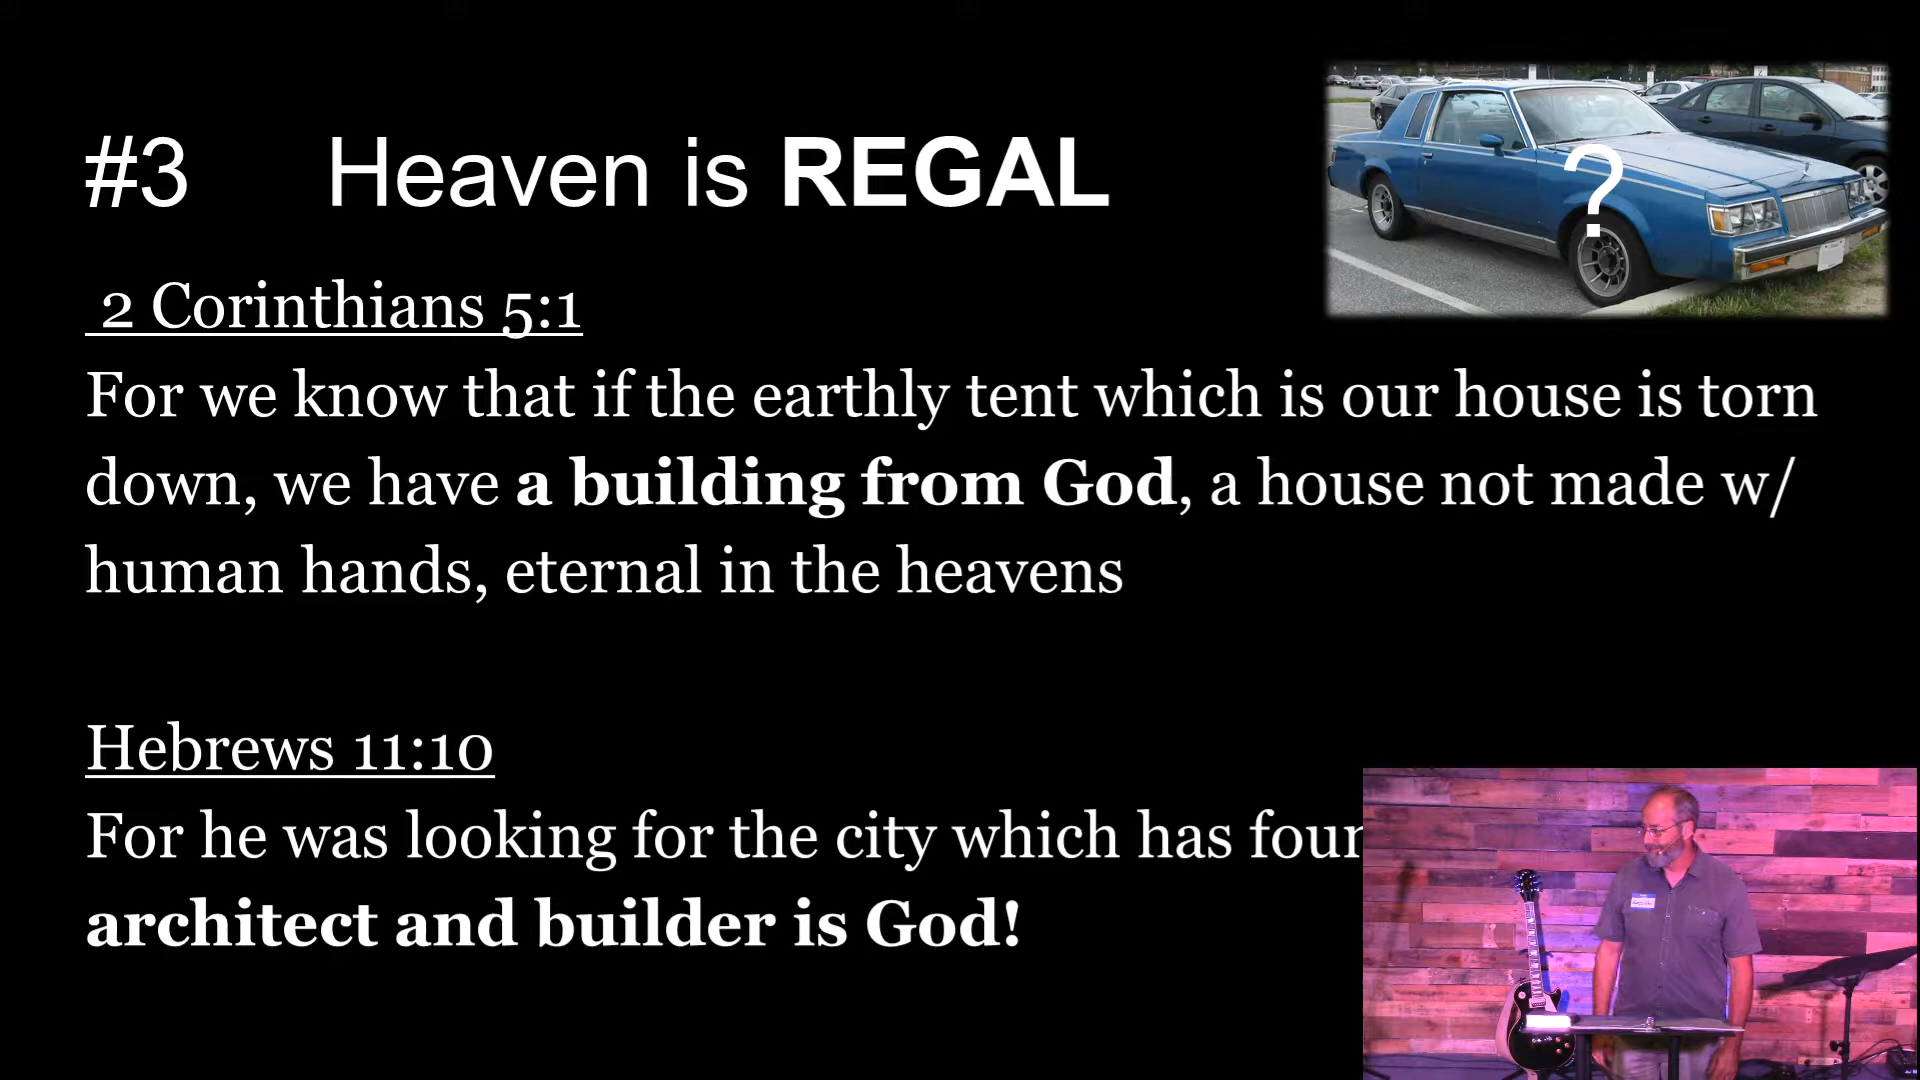 #3 Heaven is REGAL
?
2 Corinthians 5:1
For we know that if the earthly tent which is our house is torn
down, we have a building from God, a house not made w/
human hands, eternal in the heavens
Hebrews 11:10
For he was looking for the city which has
architect and builder is God!